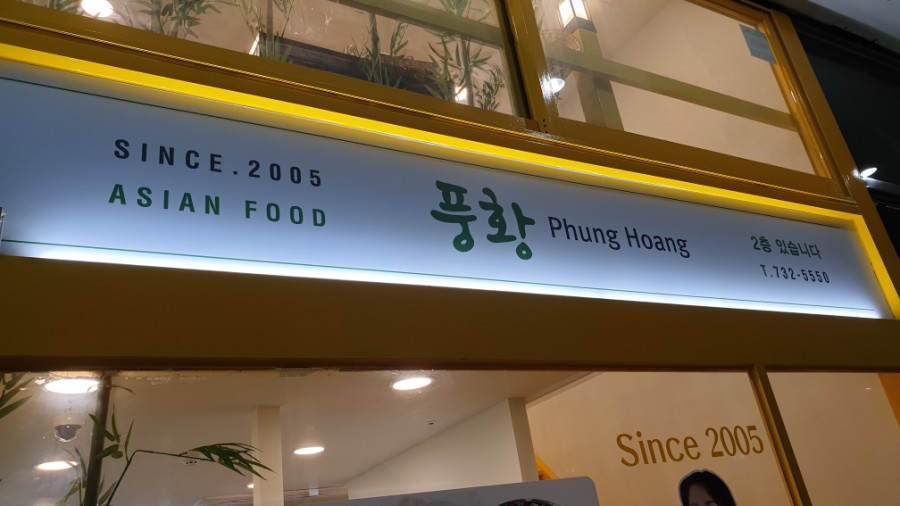 SINCE.2005
ASIAN FOOD
풍황 Phung Hoang
2층 있습니다
T.732-5550
Since 2005